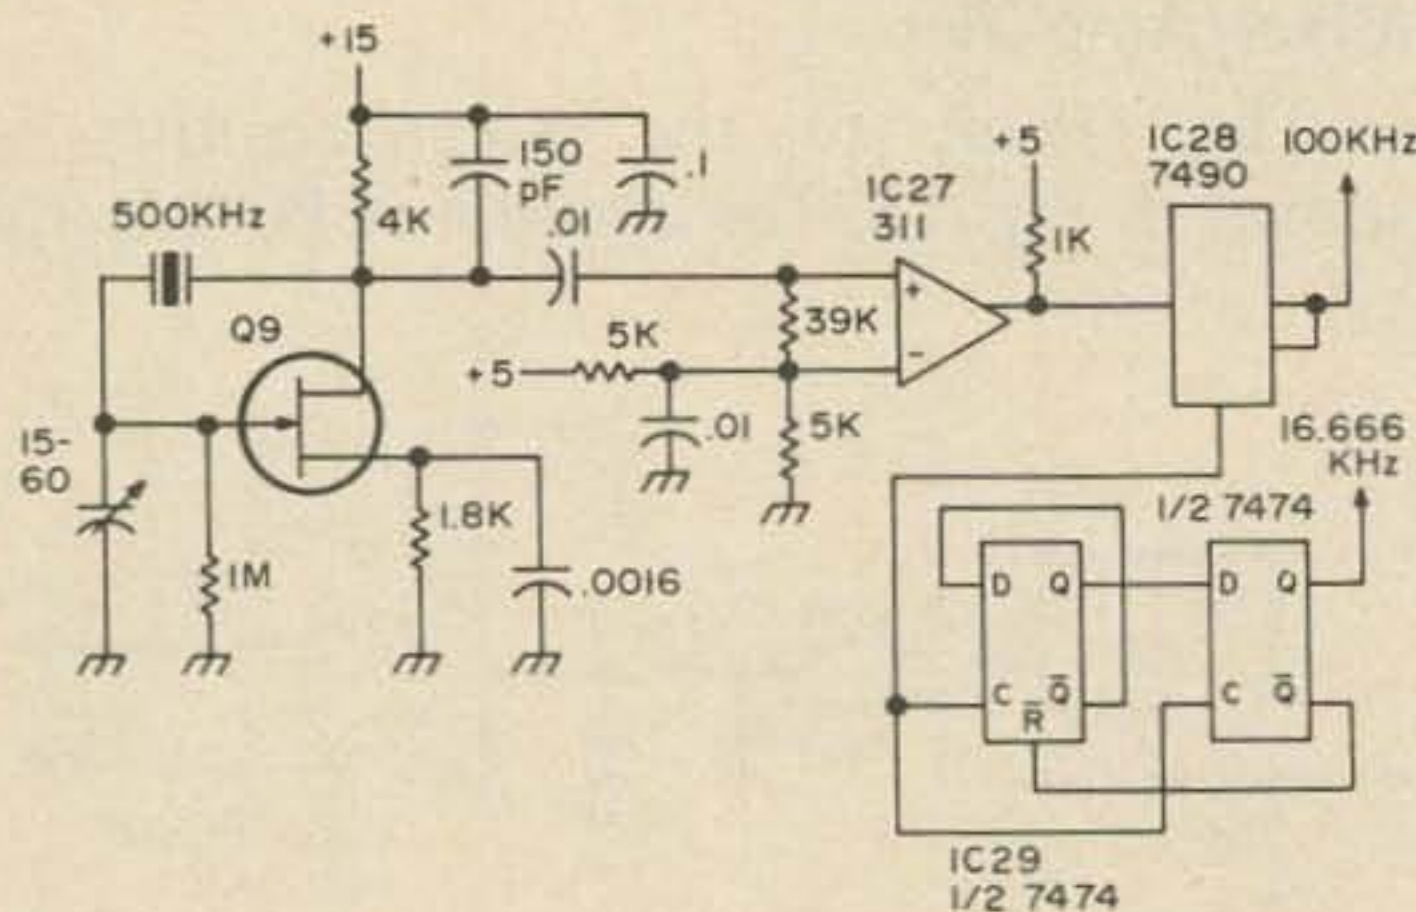 +15
500KHz
4K
150
pF
.1
.01
Q9
15-
60
1M
1.8K
.0016
+5
5K
.01
39K
5K
IC27
311
+
-
+5
1K
IC28
7490
100KHz
16.666
KHz
1/2 7474
D Q
C Q̅
R̅
D Q
C Q̅
IC29
1/2 7474